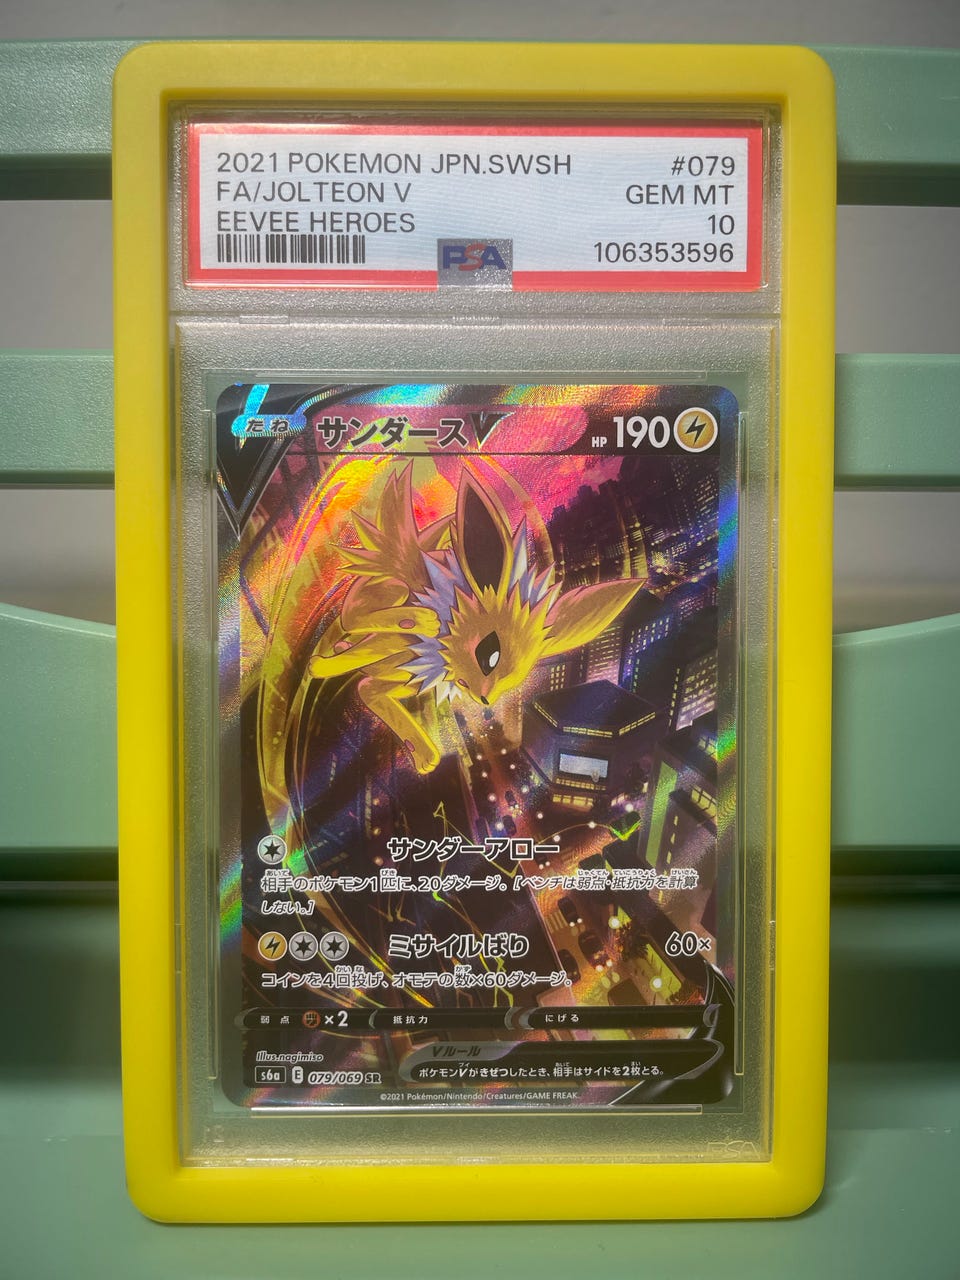 2021 POKEMON JPN.SWSH #079
FA/JOLTEON V GEM MT
EEVEE HEROES 10
PSA 106353596
たね サンダースV HP 190
サンダーアロー
相手のポケモン1匹に、20ダメージ。[ベンチは弱点・抵抗力を計算
しない。]
ミサイルばり 60×
コインを4回投げ、オモテの数×60ダメージ。
弱点 ×2 抵抗力 にげる
Illus.nagimiso Vルール
s6a E 079/069 SR ポケモンVがきぜつしたとき、相手はサイドを2枚とる。
©2021 Pokémon/Nintendo/Creatures/GAME FREAK.
PSA